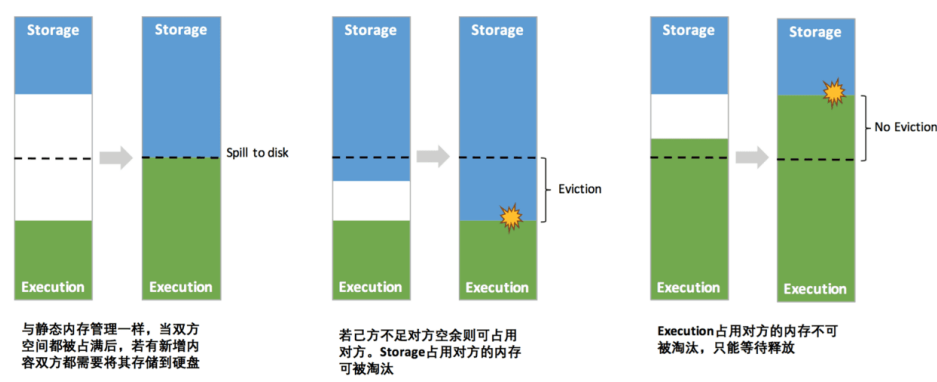 Storage
Storage
Spill to disk
Execution
Execution
与静态内存管理一样，当双方
空间都被占满后，若有新增内
容双方都需要将其存储到硬盘
Storage
Storage
Eviction
Execution
Execution
若己方不足对方空余则可占用
对方。Storage占用对方的内存
可被淘汰
Storage
Storage
No Eviction
Execution
Execution
Execution占用对方的内存不可
被淘汰，只能等待释放